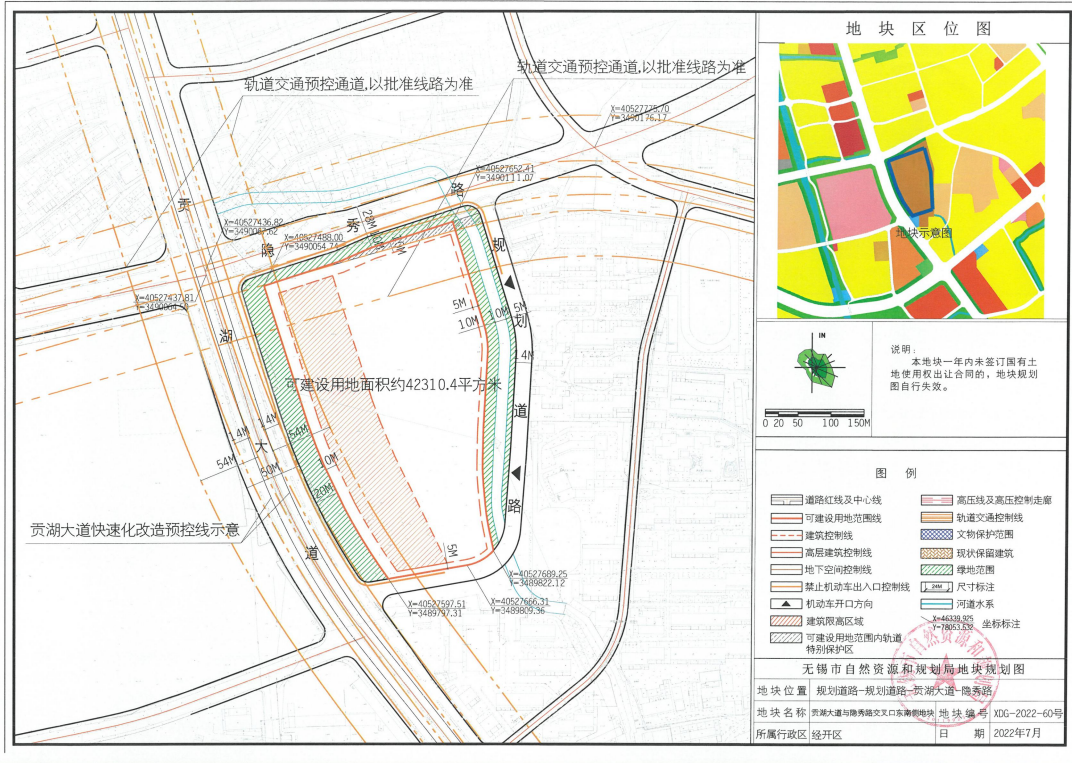 轨道交通预控通道,以批准线路为准
轨道交通预控通道,以批准线路为准
X=40527775.70
Y=3490176.17
X=40527652.41
Y=3490111.07
X=40527436.82
X=40527488.00
Y=3490054.74
X=40527437.81
贡
湖
大
道
隐
秀
路
规
划
道
路
28M
10M
5M
10M
10M
5M
14M
可建设用地面积约42310.4平方米
14M
14M
54M
54M
50M
10M
20M
5M
贡湖大道快速化改造预控线示意
X=40527689.25
Y=3489822.12
X=40527666.31
Y=3489809.36
X=40527597.51
Y=3489797.31
地块区位图
地块示意图
IN
0 20 50 100 150M
说明:
本地块一年内未签订国有土
地使用权出让合同的,地块规划
图自行失效。
图 例
道路红线及中心线
可建设用地范围线
建筑控制线
高层建筑控制线
地下空间控制线
禁止机动车出入口控制线
机动车开口方向
建筑限高区域
可建设用地范围内轨道
特别保护区
高压线及高压控制走廊
轨道交通控制线
文物保护范围
现状保留建筑
绿地范围
24M 尺寸标注
河道水系
X=46339.925
Y=78053.532
坐标标注
无锡市自然资源和规划局地块规划图
地块位置 规划道路-规划道路-贡湖大道-隐秀路
地块名称 贡湖大道与隐秀路交叉口东南侧地块 地块编号 XDG-2022-60号
所属行政区 经开区 日 期 2022年7月